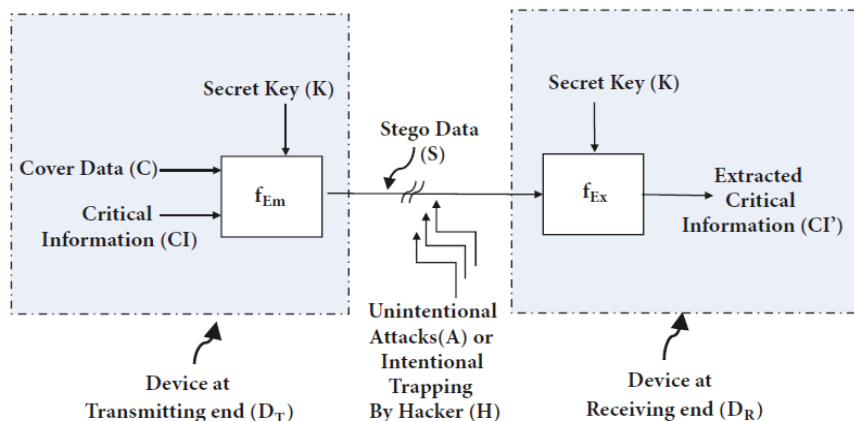 Secret Key (K)
Cover Data (C)
Critical
Information (CI)
f_Em
Stego Data
(S)
Secret Key (K)
f_Ex
Extracted
Critical
Information (CI’)
Unintentional
Attacks(A) or
Intentional
Trapping
By Hacker (H)
Device at
Transmitting end (D_T)
Device at
Receiving end (D_R)